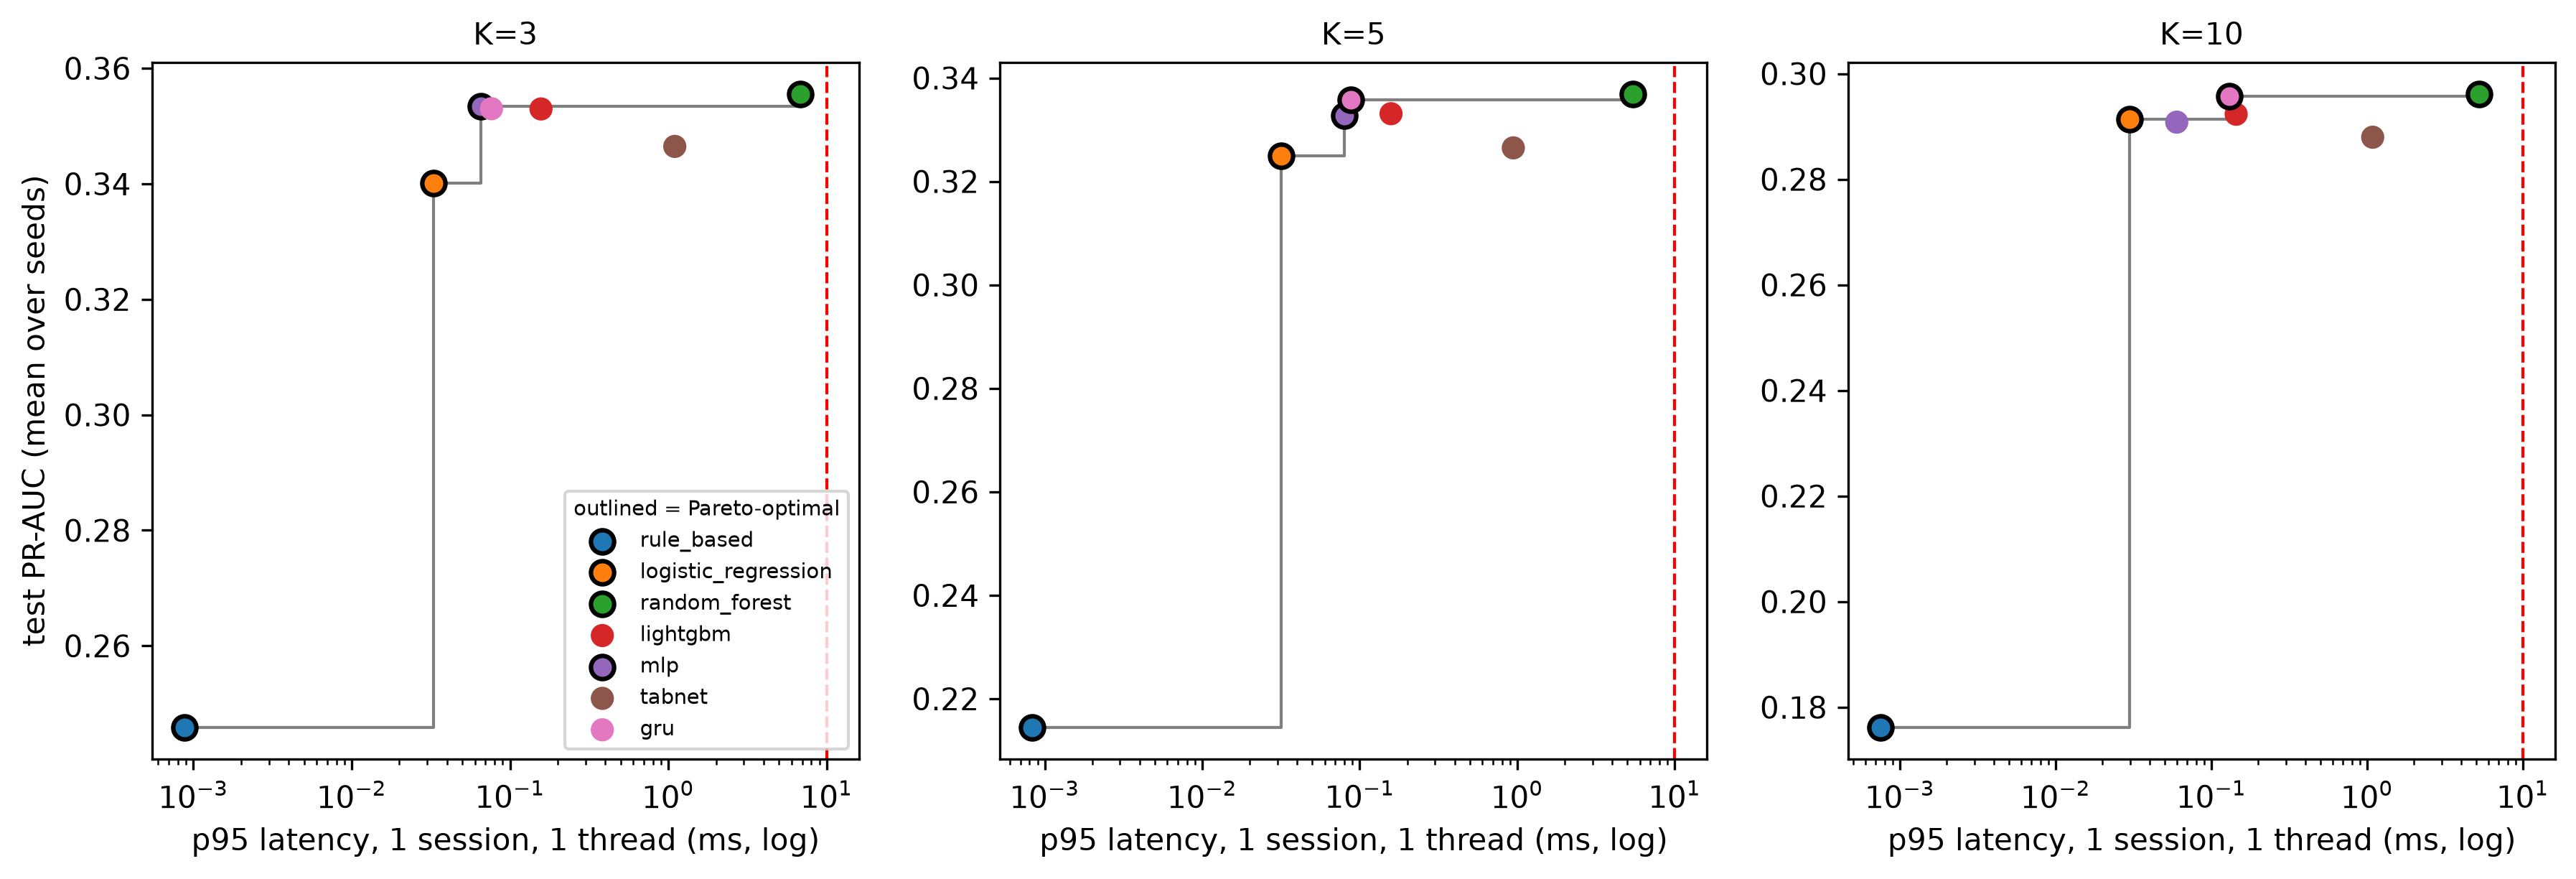 K=3
0.36
0.34
0.32
0.30
0.28
0.26
test PR-AUC (mean over seeds)
outlined = Pareto-optimal
rule_based
logistic_regression
random_forest
lightgbm
mlp
tabnet
gru
10⁻³ 10⁻² 10⁻¹ 10⁰ 10¹
p95 latency, 1 session, 1 thread (ms, log)
K=5
0.34
0.32
0.30
0.28
0.26
0.24
0.22
10⁻³ 10⁻² 10⁻¹ 10⁰ 10¹
p95 latency, 1 session, 1 thread (ms, log)
K=10
0.30
0.28
0.26
0.24
0.22
0.20
0.18
10⁻³ 10⁻² 10⁻¹ 10⁰ 10¹
p95 latency, 1 session, 1 thread (ms, log)